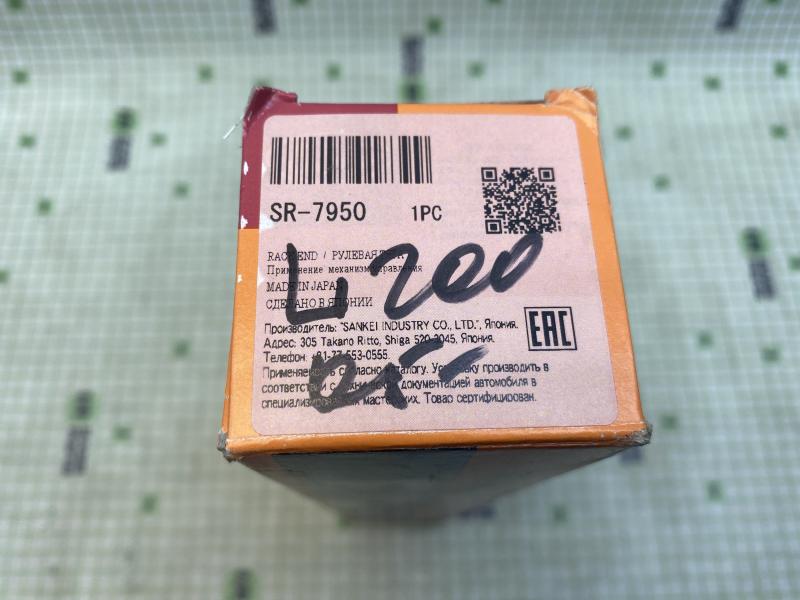 SR-7950 1PC
RACK END / РУЛЕВАЯ
Применение механизм управления
MADE IN JAPAN
СДЕЛАНО В ЯПОНИИ
L200
Производитель: "SANKEI INDUSTRY CO., LTD.", Япония.
Адрес: 305 Takano Ritto, Shiga 520-3045, Япония.
Телефон: +81-77-553-0555.
EAC
Применяемость согласно каталогу. Установку производить в
соответствии с технической документацией автомобиля в
специализированных мастерских. Товар сертифицирован.